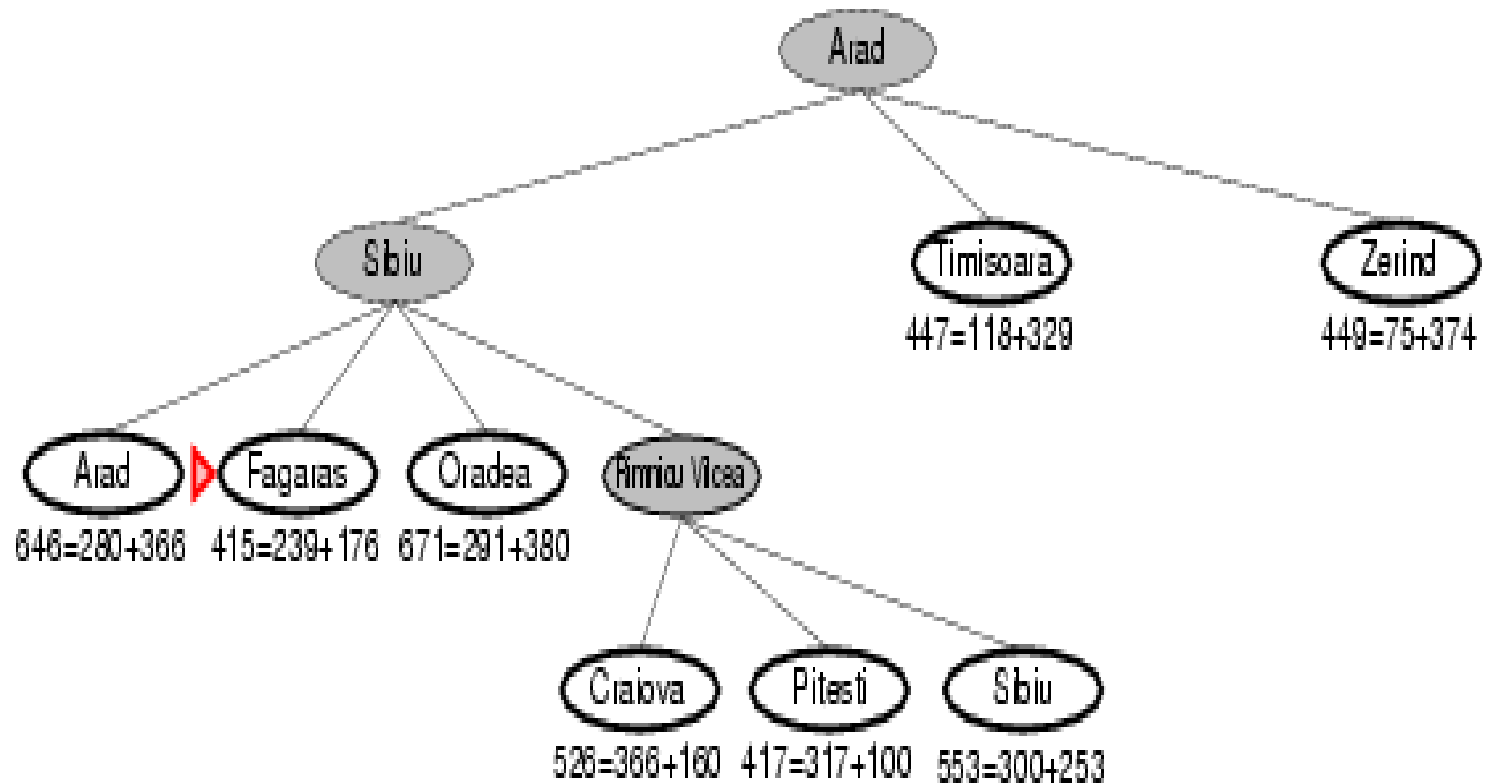 Arad
Sibiu
Timisoara
Zerind
447=118+329
449=75+374
Arad
Fagaras
Oradea
Rimnicu Vilcea
646=280+366
415=239+176
671=291+380
Craiova
Pitesti
Sibiu
526=366+160
417=317+100
553=300+253